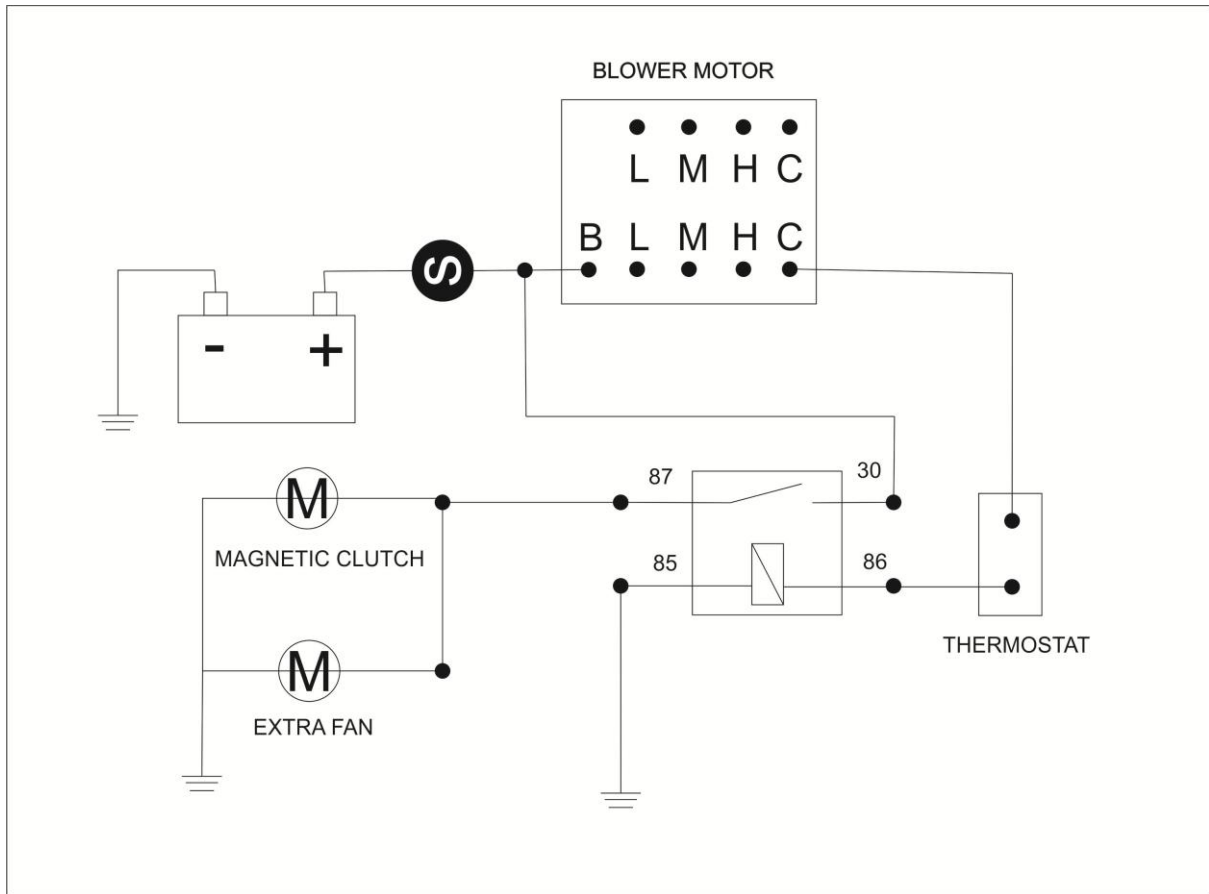 BLOWER MOTOR
L M H C
B L M H C
S
- +
87 30
M
MAGNETIC CLUTCH
85 86
THERMOSTAT
M
EXTRA FAN